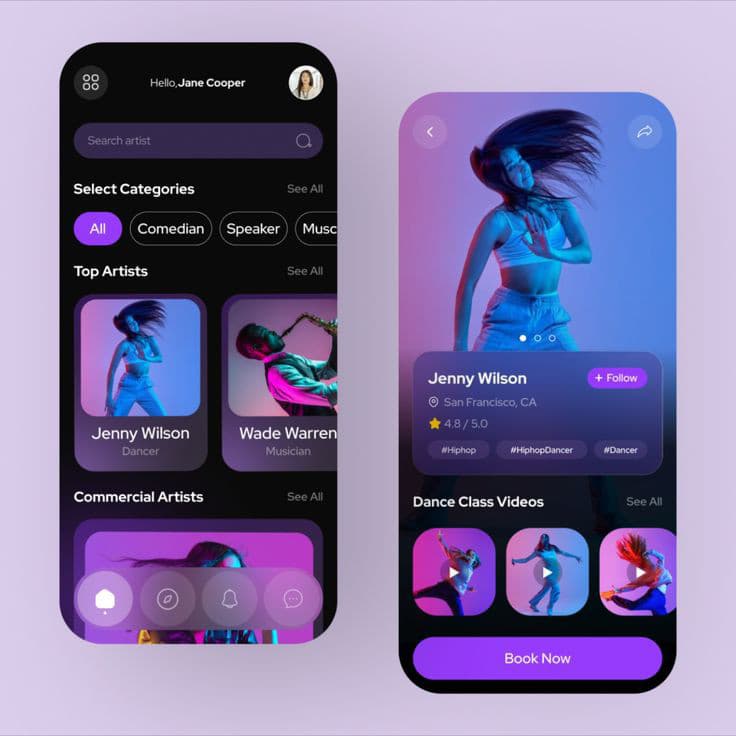 Hello,Jane Cooper
Search artist
Select Categories See All
All Comedian Speaker Musc
Top Artists See All
Jenny Wilson
Dancer
Wade Warren
Musician
Commercial Artists See All
Jenny Wilson + Follow
San Francisco, CA
4.8 / 5.0
#Hiphop #HiphopDancer #Dancer
Dance Class Videos See All
Book Now